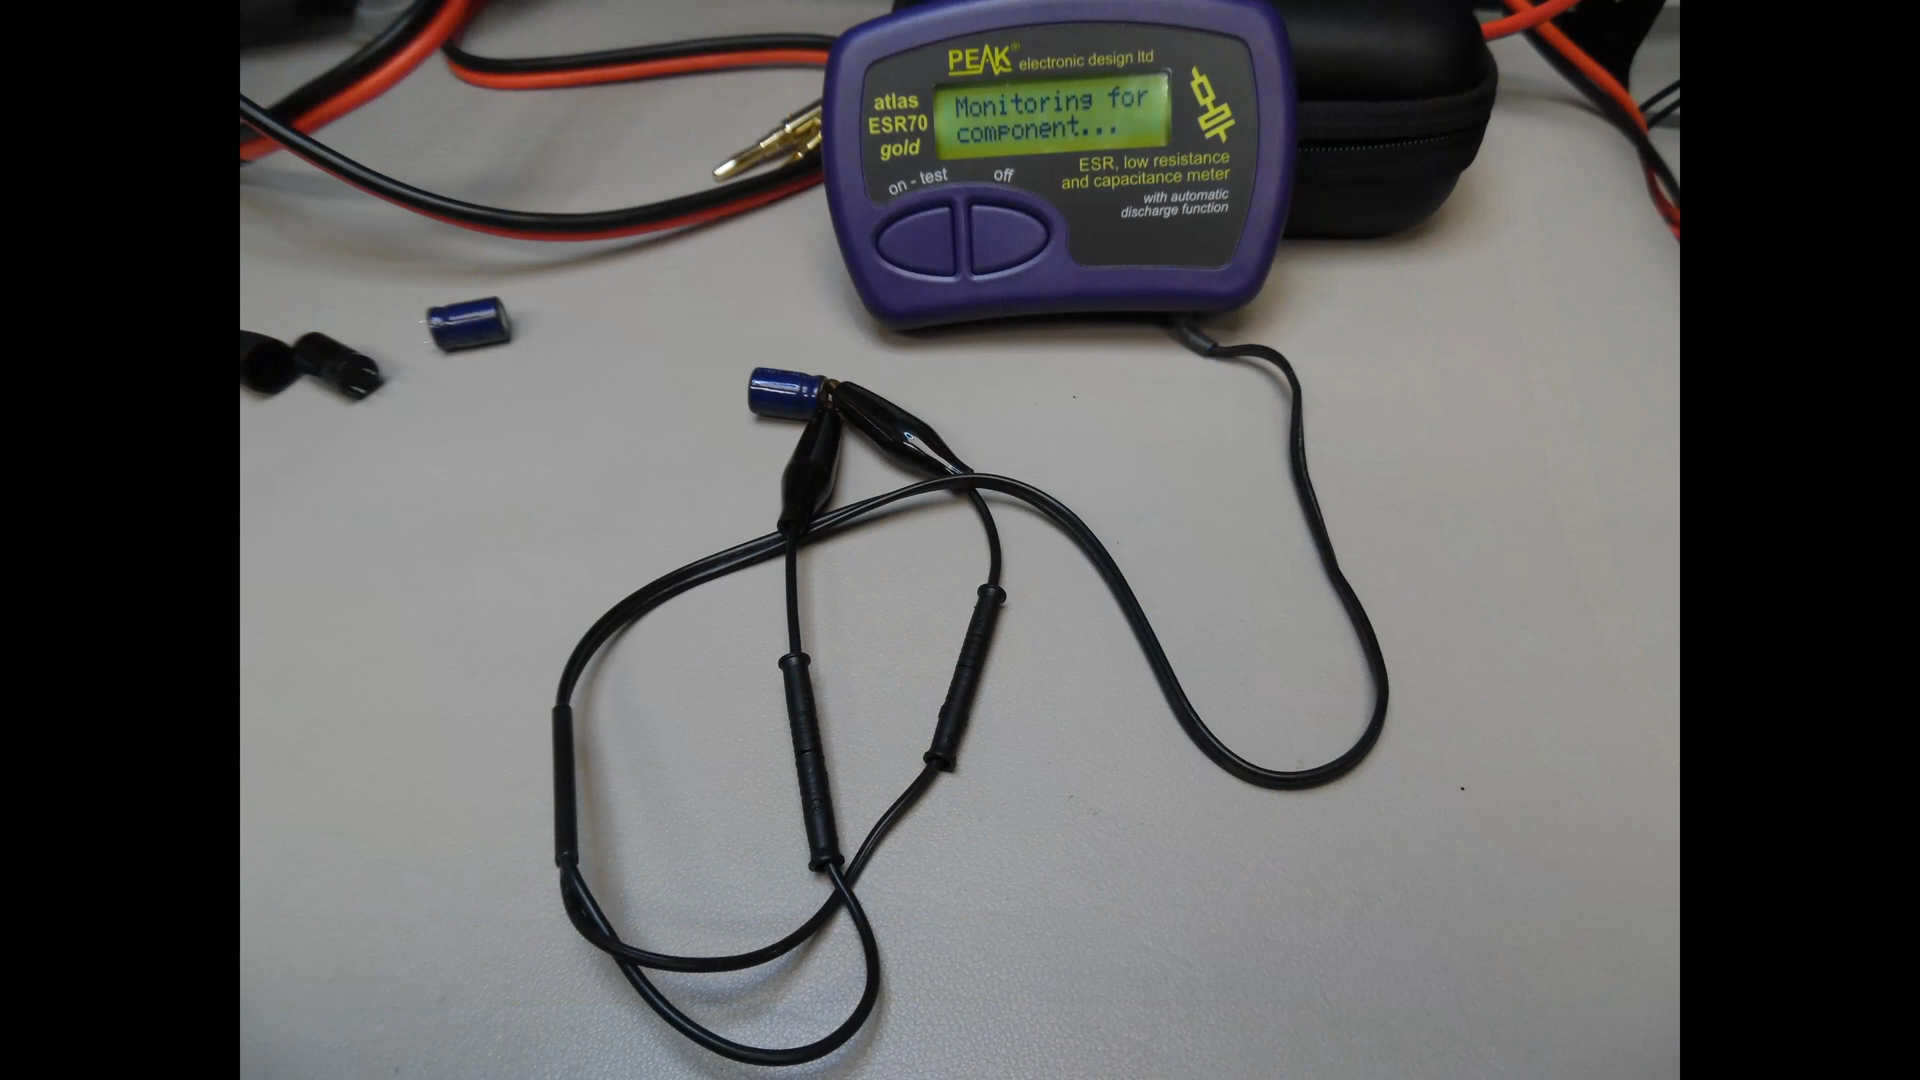 PEAK® electronic design ltd
atlas
ESR70
gold
Monitoring for
component...
ESR, low resistance
and capacitance meter
with automatic
discharge function
on - test
off